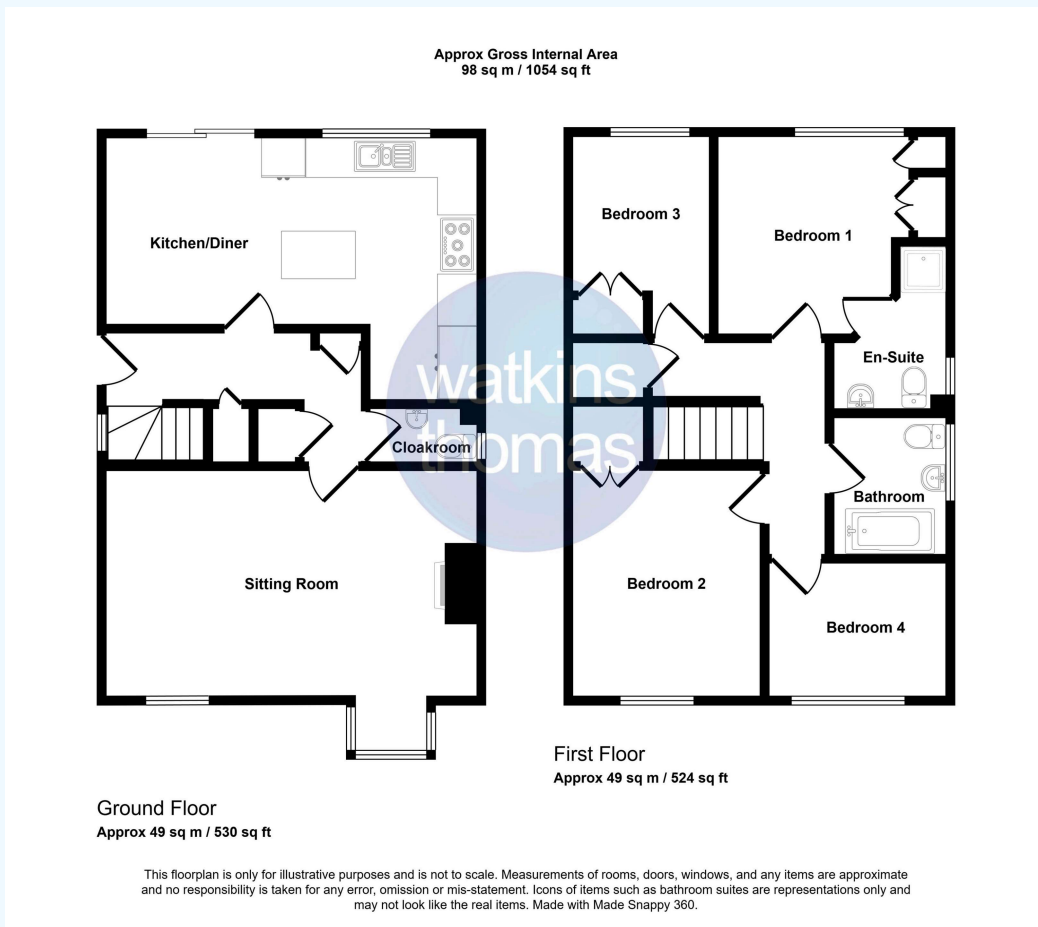 Approx Gross Internal Area
98 sq m / 1054 sq ft
Kitchen/Diner
Cloakroom
Sitting Room
Bedroom 3
Bedroom 1
En-Suite
Bathroom
Bedroom 2
Bedroom 4
watkins
thomas
Ground Floor
Approx 49 sq m / 530 sq ft
First Floor
Approx 49 sq m / 524 sq ft
This floorplan is only for illustrative purposes and is not to scale. Measurements of rooms, doors, windows, and any items are approximate
and no responsibility is taken for any error, omission or mis-statement. Icons of items such as bathroom suites are representations only and
may not look like the real items. Made with Made Snappy 360.